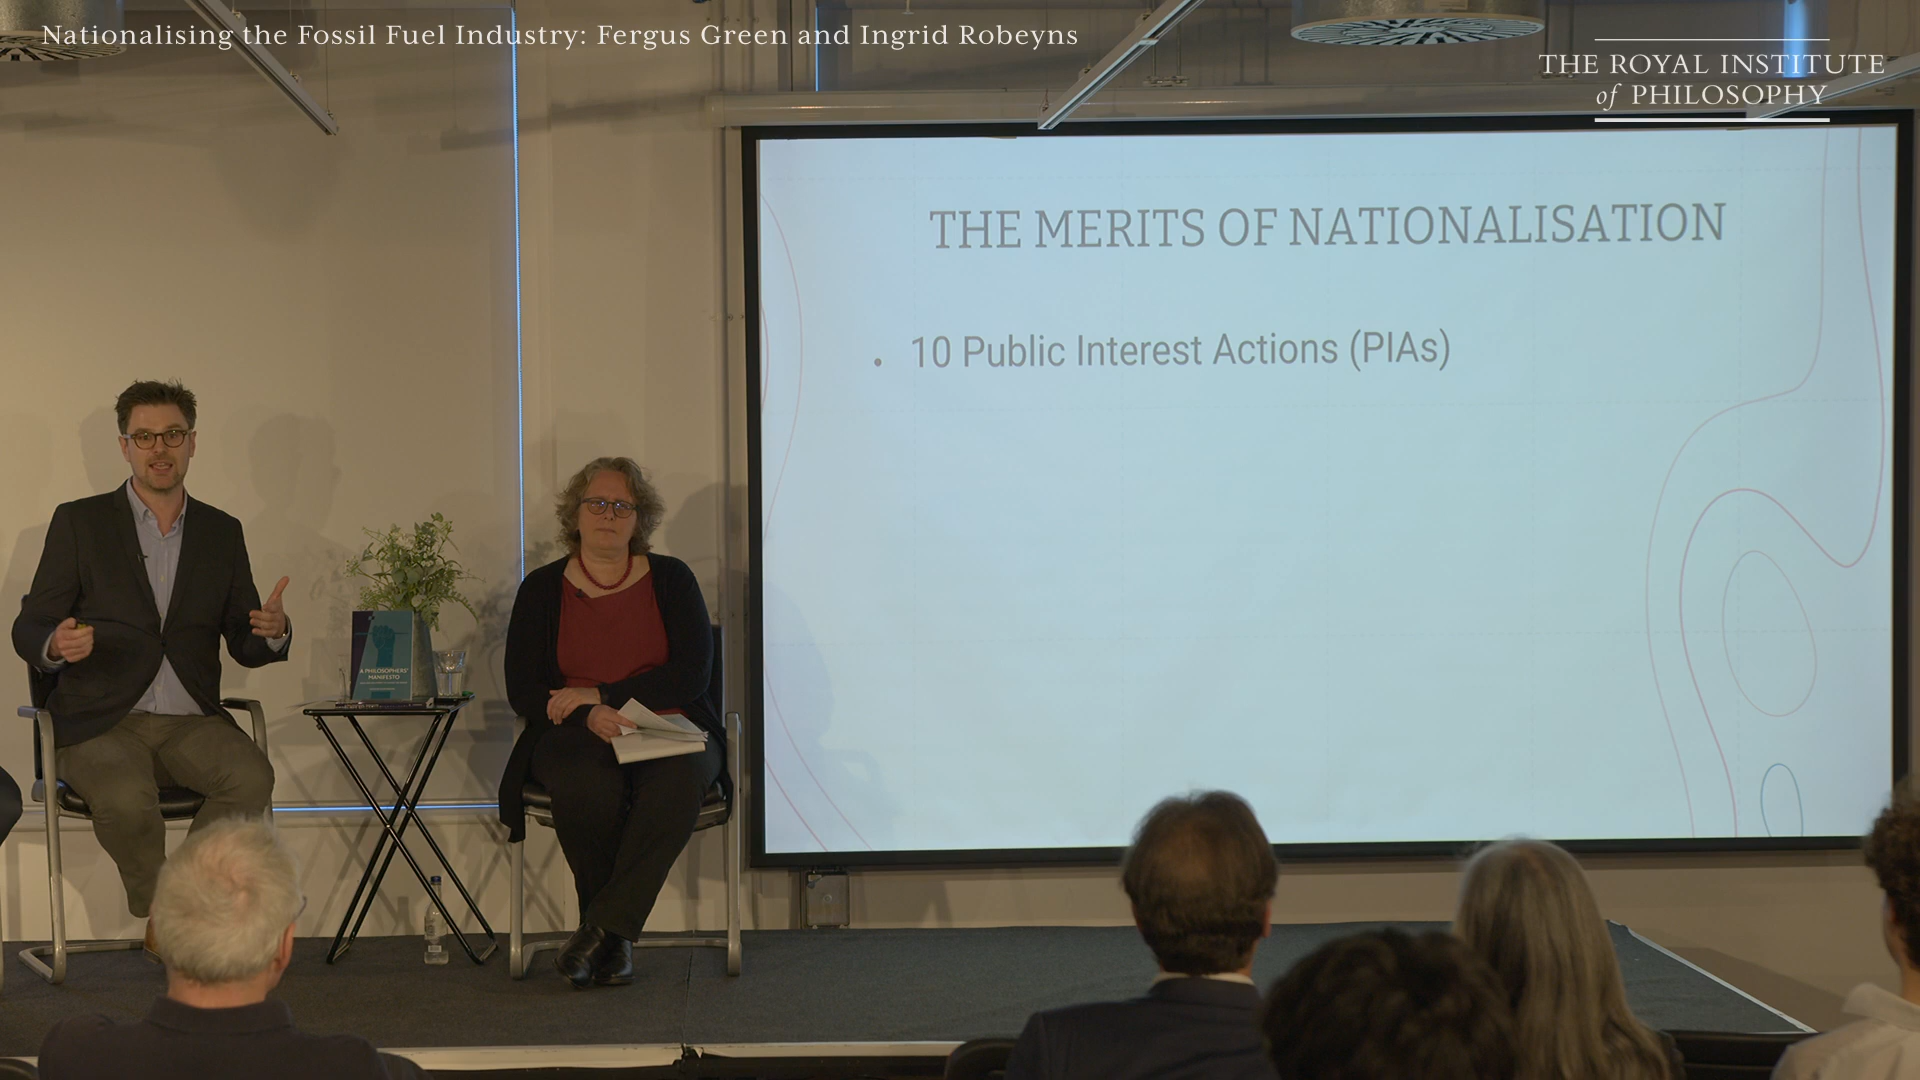 Nationalising the Fossil Fuel Industry: Fergus Green and Ingrid Robeyns
THE ROYAL INSTITUTE
of PHILOSOPHY
THE MERITS OF NATIONALISATION
• 10 Public Interest Actions (PIAs)
A PHILOSOPHERS'
MANIFESTO